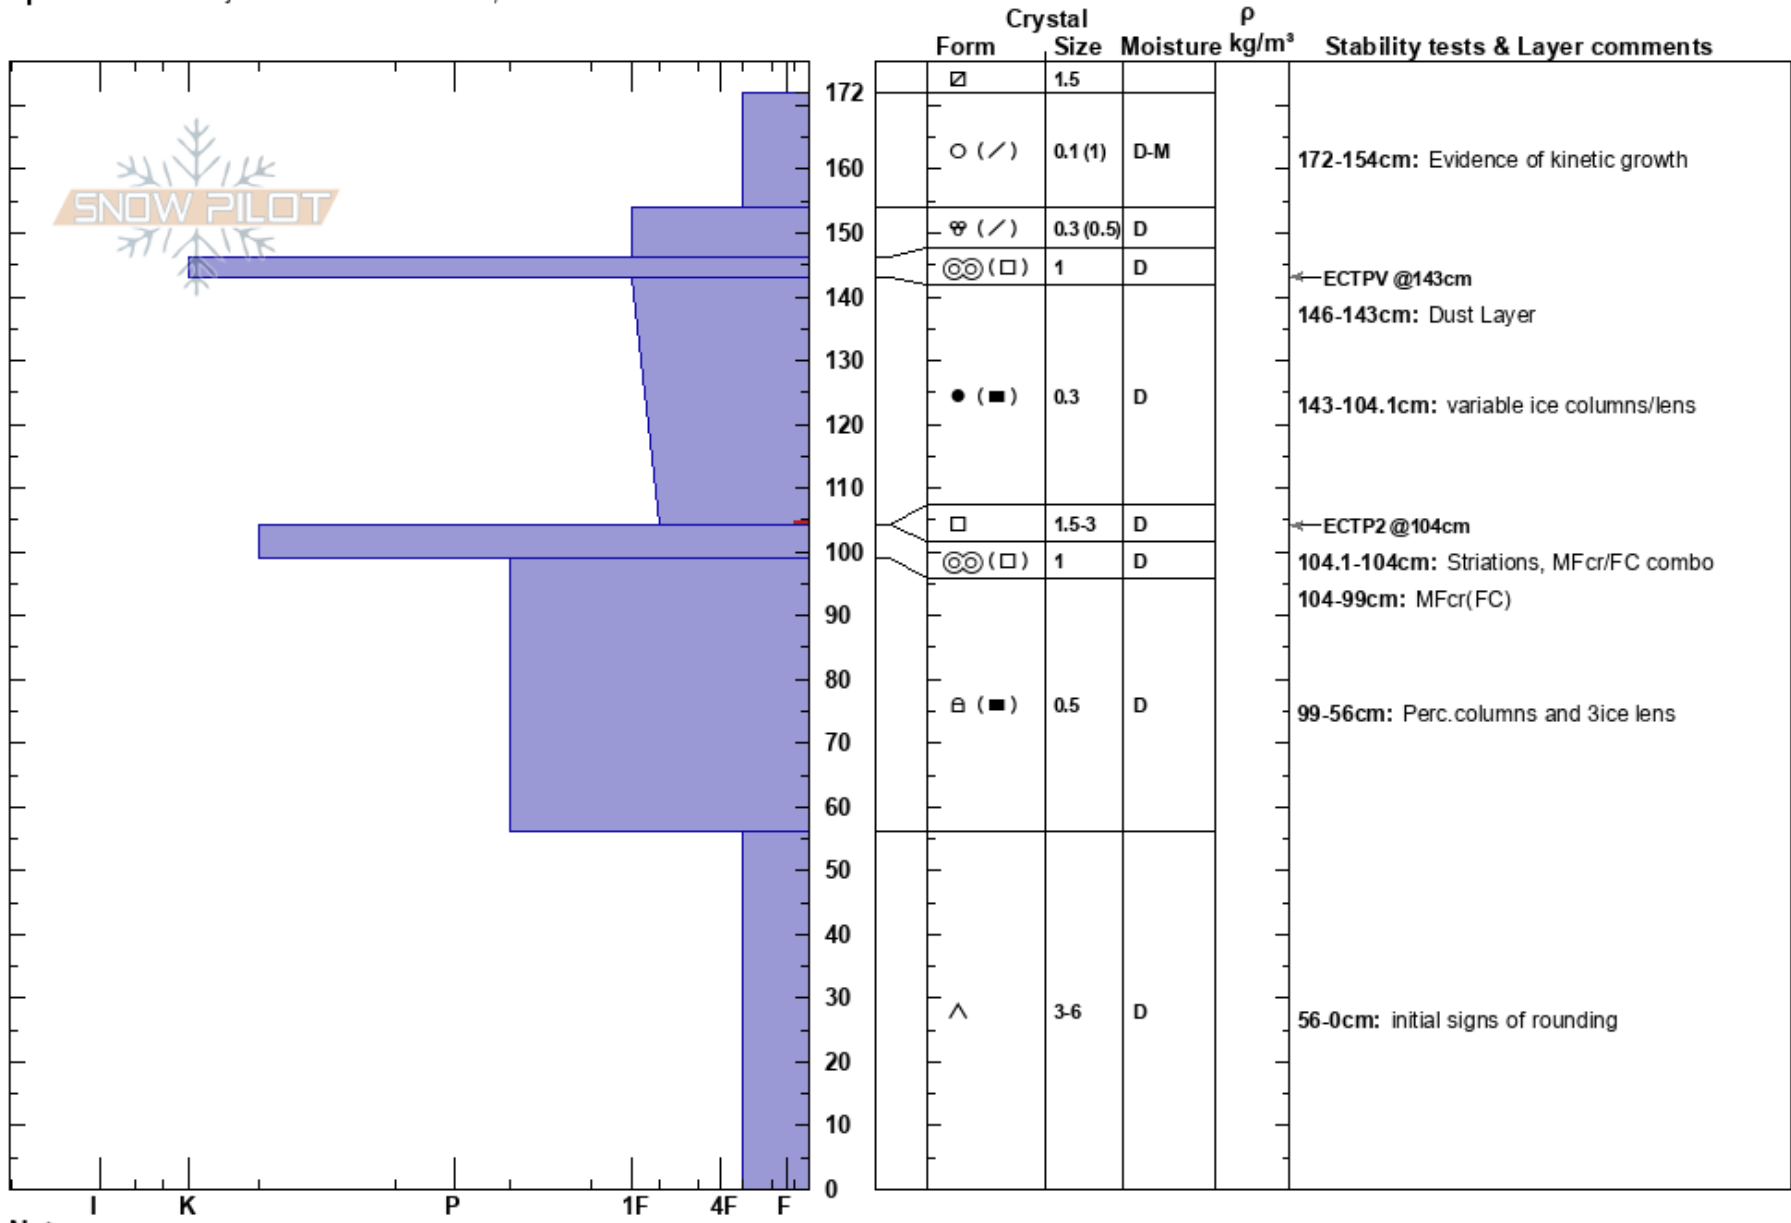 Crystal ρ
Form Size Moisture kg/m³ Stability tests & Layer comments
1.5
172
0.1 (1) D-M
172-154cm: Evidence of kinetic growth
160
SNOW PILOT
150
0.3 (0.5) D
1 D
ECTPV @143cm
140
146-143cm: Dust Layer
130
0.3 D
143-104.1cm: variable ice columns/lens
120
110
1.5-3 D
ECTP2 @104cm
100
1 D
104.1-104cm: Striations, MFcr/FC combo
104-99cm: MFcr(FC)
90
80
0.5 D
99-56cm: Perc.columns and 3ice lens
70
60
50
40
30
3-6 D
56-0cm: initial signs of rounding
20
10
0
I K P 1F 4F F